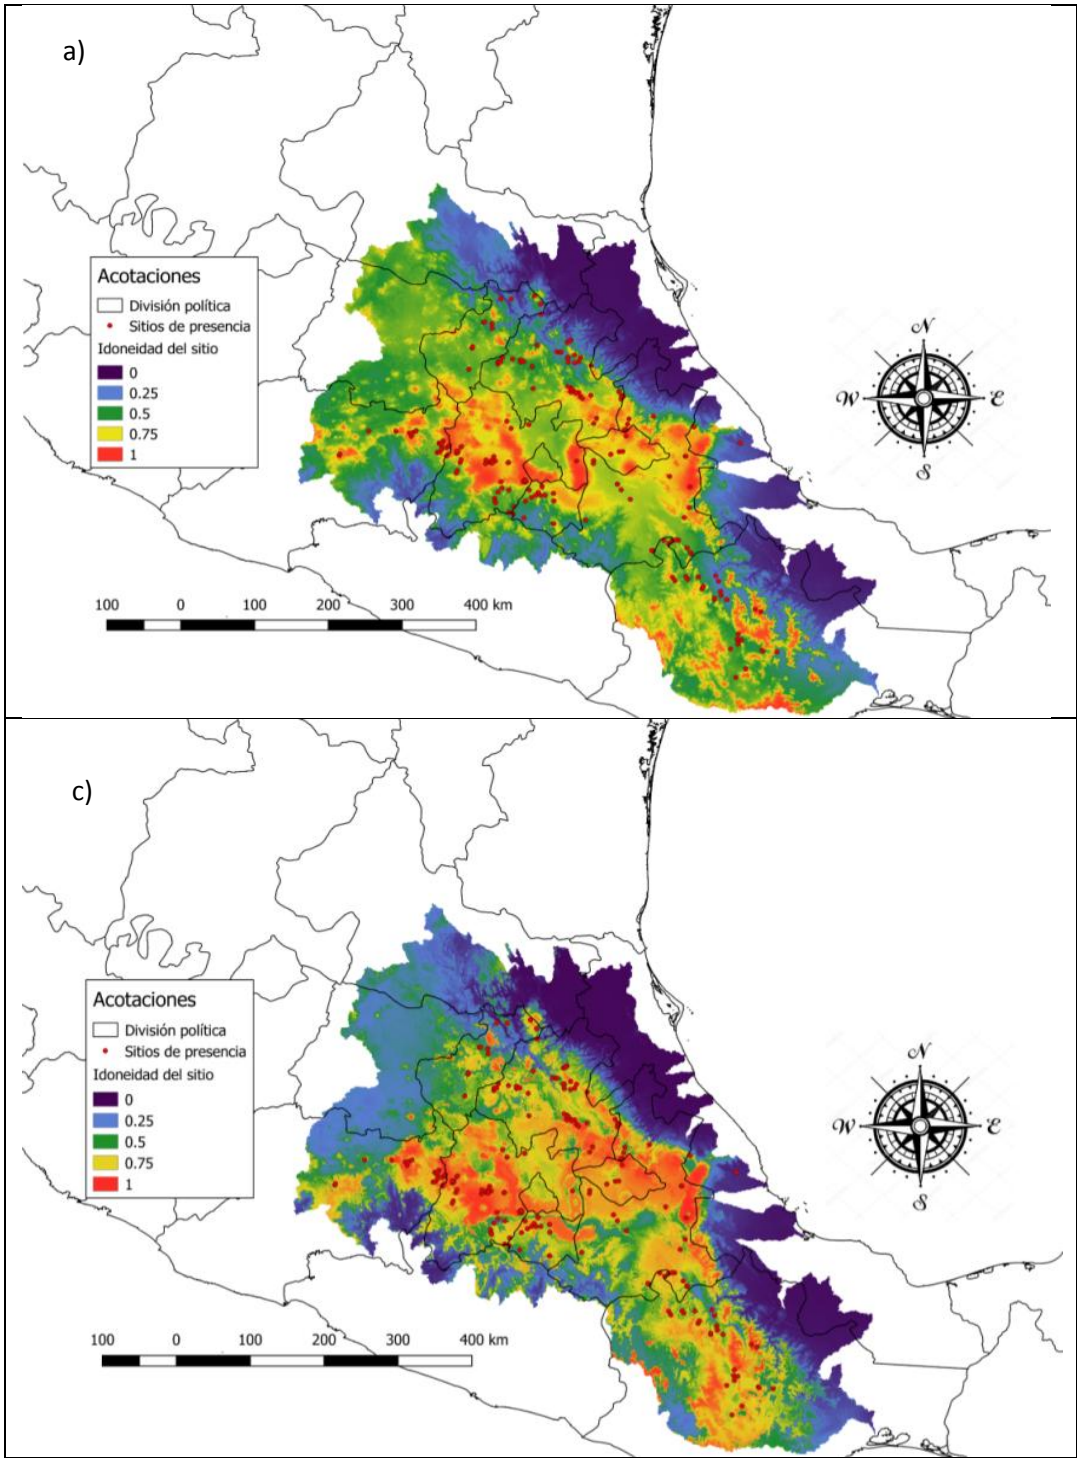 a)
Acotaciones
División política
Sitios de presencia
Idoneidad del sitio
0
0.25
0.5
0.75
1
N
W
E
S
100 0 100 200 300 400 km
c)
Acotaciones
División política
Sitios de presencia
Idoneidad del sitio
0
0.25
0.5
0.75
1
N
W
E
S
100 0 100 200 300 400 km